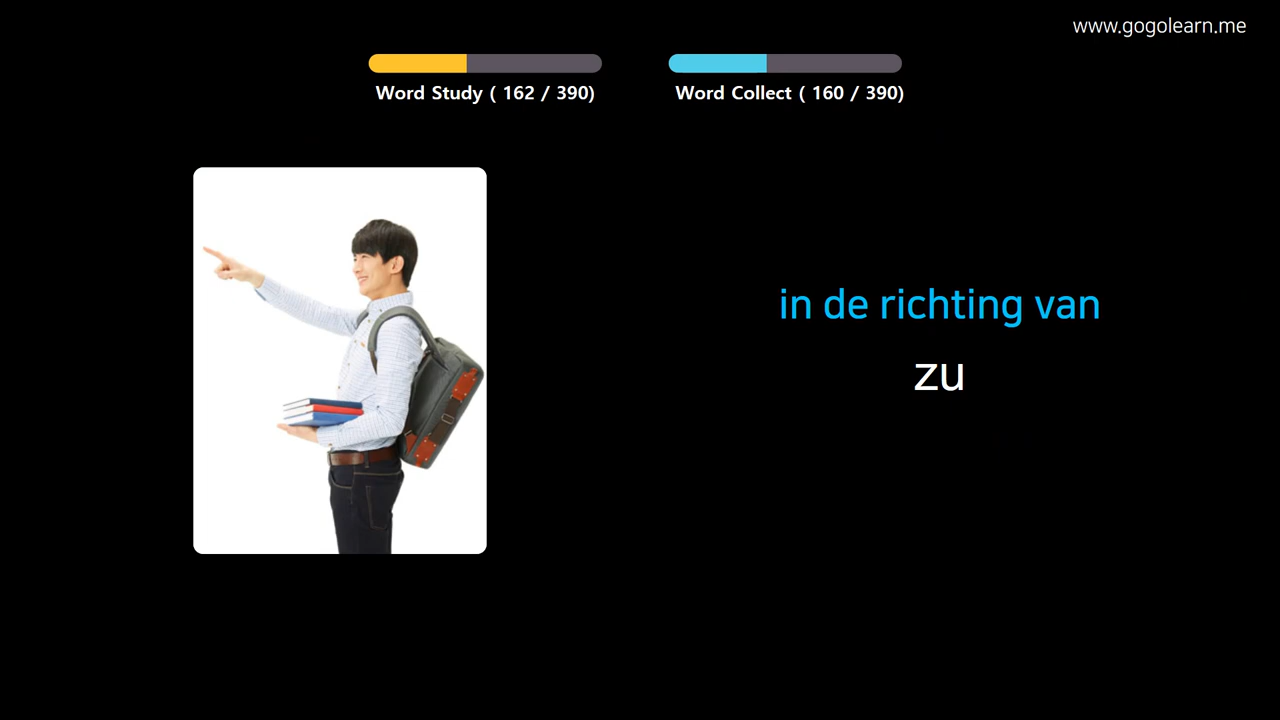 www.gogolearn.me
Word Study ( 162 / 390)
Word Collect ( 160 / 390)
in de richting van
zu